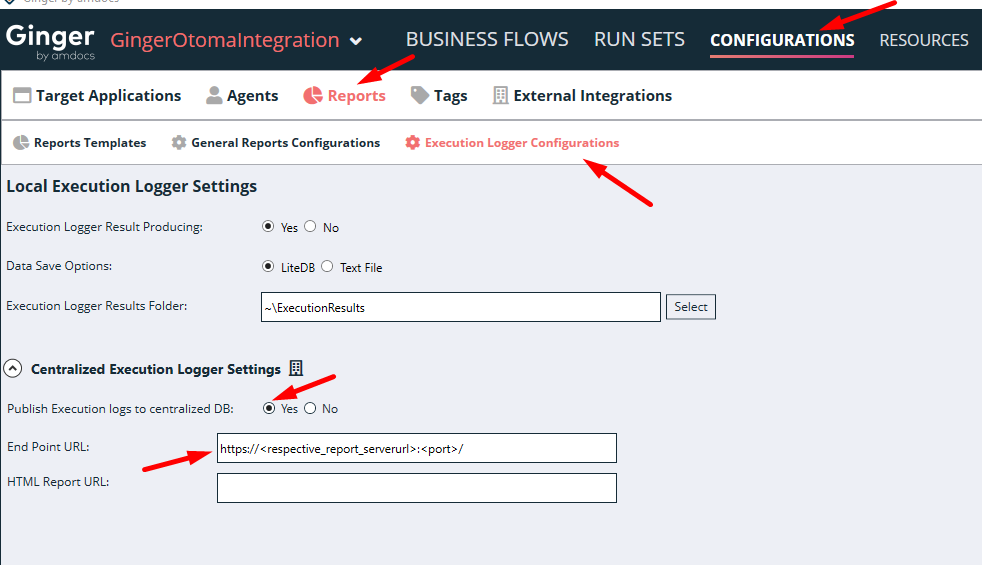 Ginger by amdocs
Ginger GingerOtomaIntegration BUSINESS FLOWS RUN SETS CONFIGURATIONS RESOURCES
by amdocs
Target Applications Agents Reports Tags External Integrations
Reports Templates General Reports Configurations Execution Logger Configurations
Local Execution Logger Settings
Execution Logger Result Producing: Yes No
Data Save Options: LiteDB Text File
Execution Logger Results Folder: ~\ExecutionResults Select
Centralized Execution Logger Settings
Publish Execution logs to centralized DB: Yes No
End Point URL: https://<respective_report_serverurl>:<port>/
HTML Report URL: